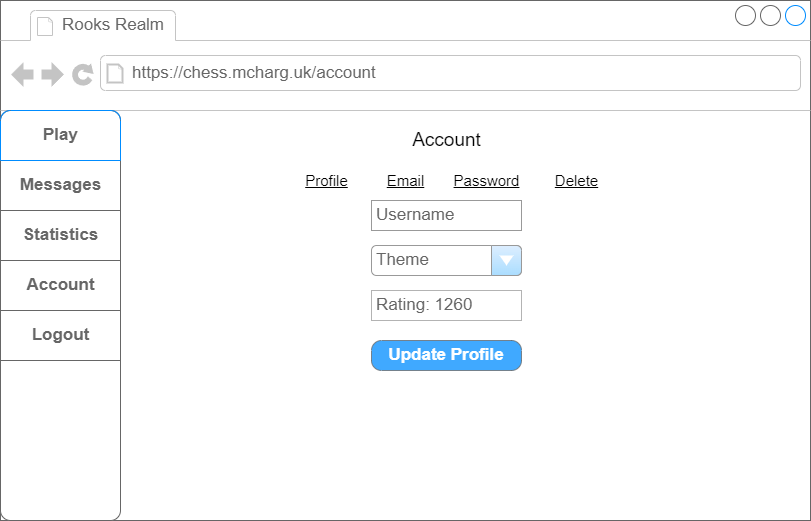 Rooks Realm
https://chess.mcharg.uk/account
Play
Messages
Statistics
Account
Logout
Account
Profile Email Password Delete
Username
Theme
Rating: 1260
Update Profile